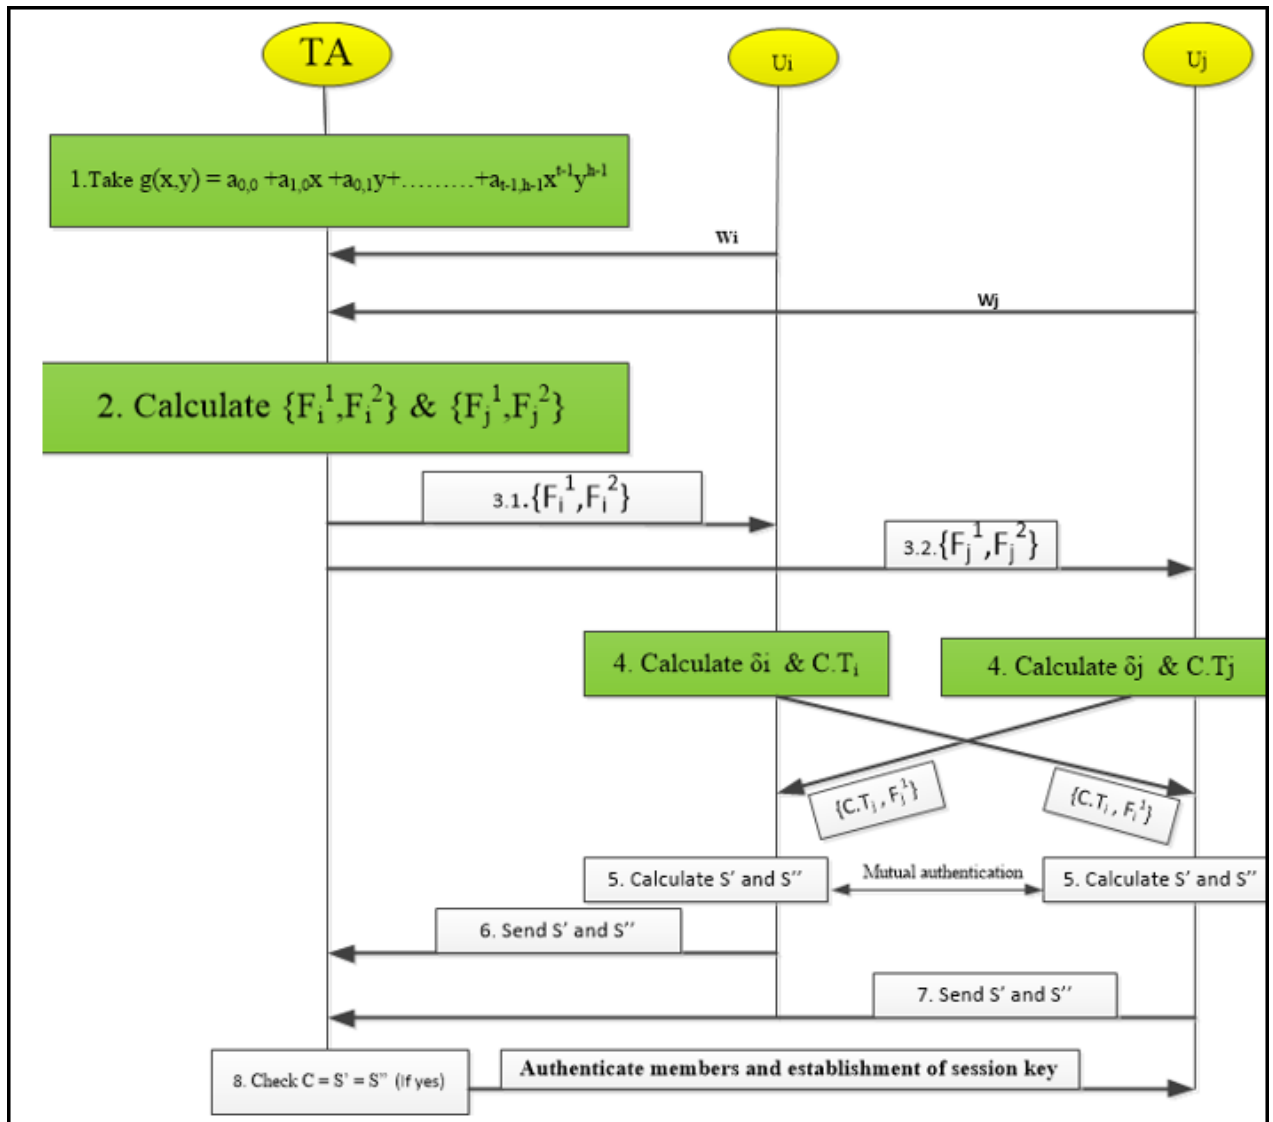 TA
Ui
Uj
1.Take g(x,y) = a₀,₀ +a₁,₀x +a₀,₁y+.........+aₜ₋₁,ₕ₋₁xᵗ⁻¹yʰ⁻¹
Wi
Wj
2. Calculate {Fᵢ¹,Fᵢ²} & {Fⱼ¹,Fⱼ²}
3.1.{Fᵢ¹,Fᵢ²}
3.2.{Fⱼ¹,Fⱼ²}
4. Calculate δi & C.Tᵢ
4. Calculate δj & C.Tj
{C.Tⱼ , Fⱼ¹}
{C.Tᵢ , Fᵢ¹}
5. Calculate S′ and S′′
Mutual authentication
5. Calculate S′ and S′′
6. Send S′ and S′′
7. Send S′ and S′′
8. Check C = S’ = S” (If yes)
Authenticate members and establishment of session key